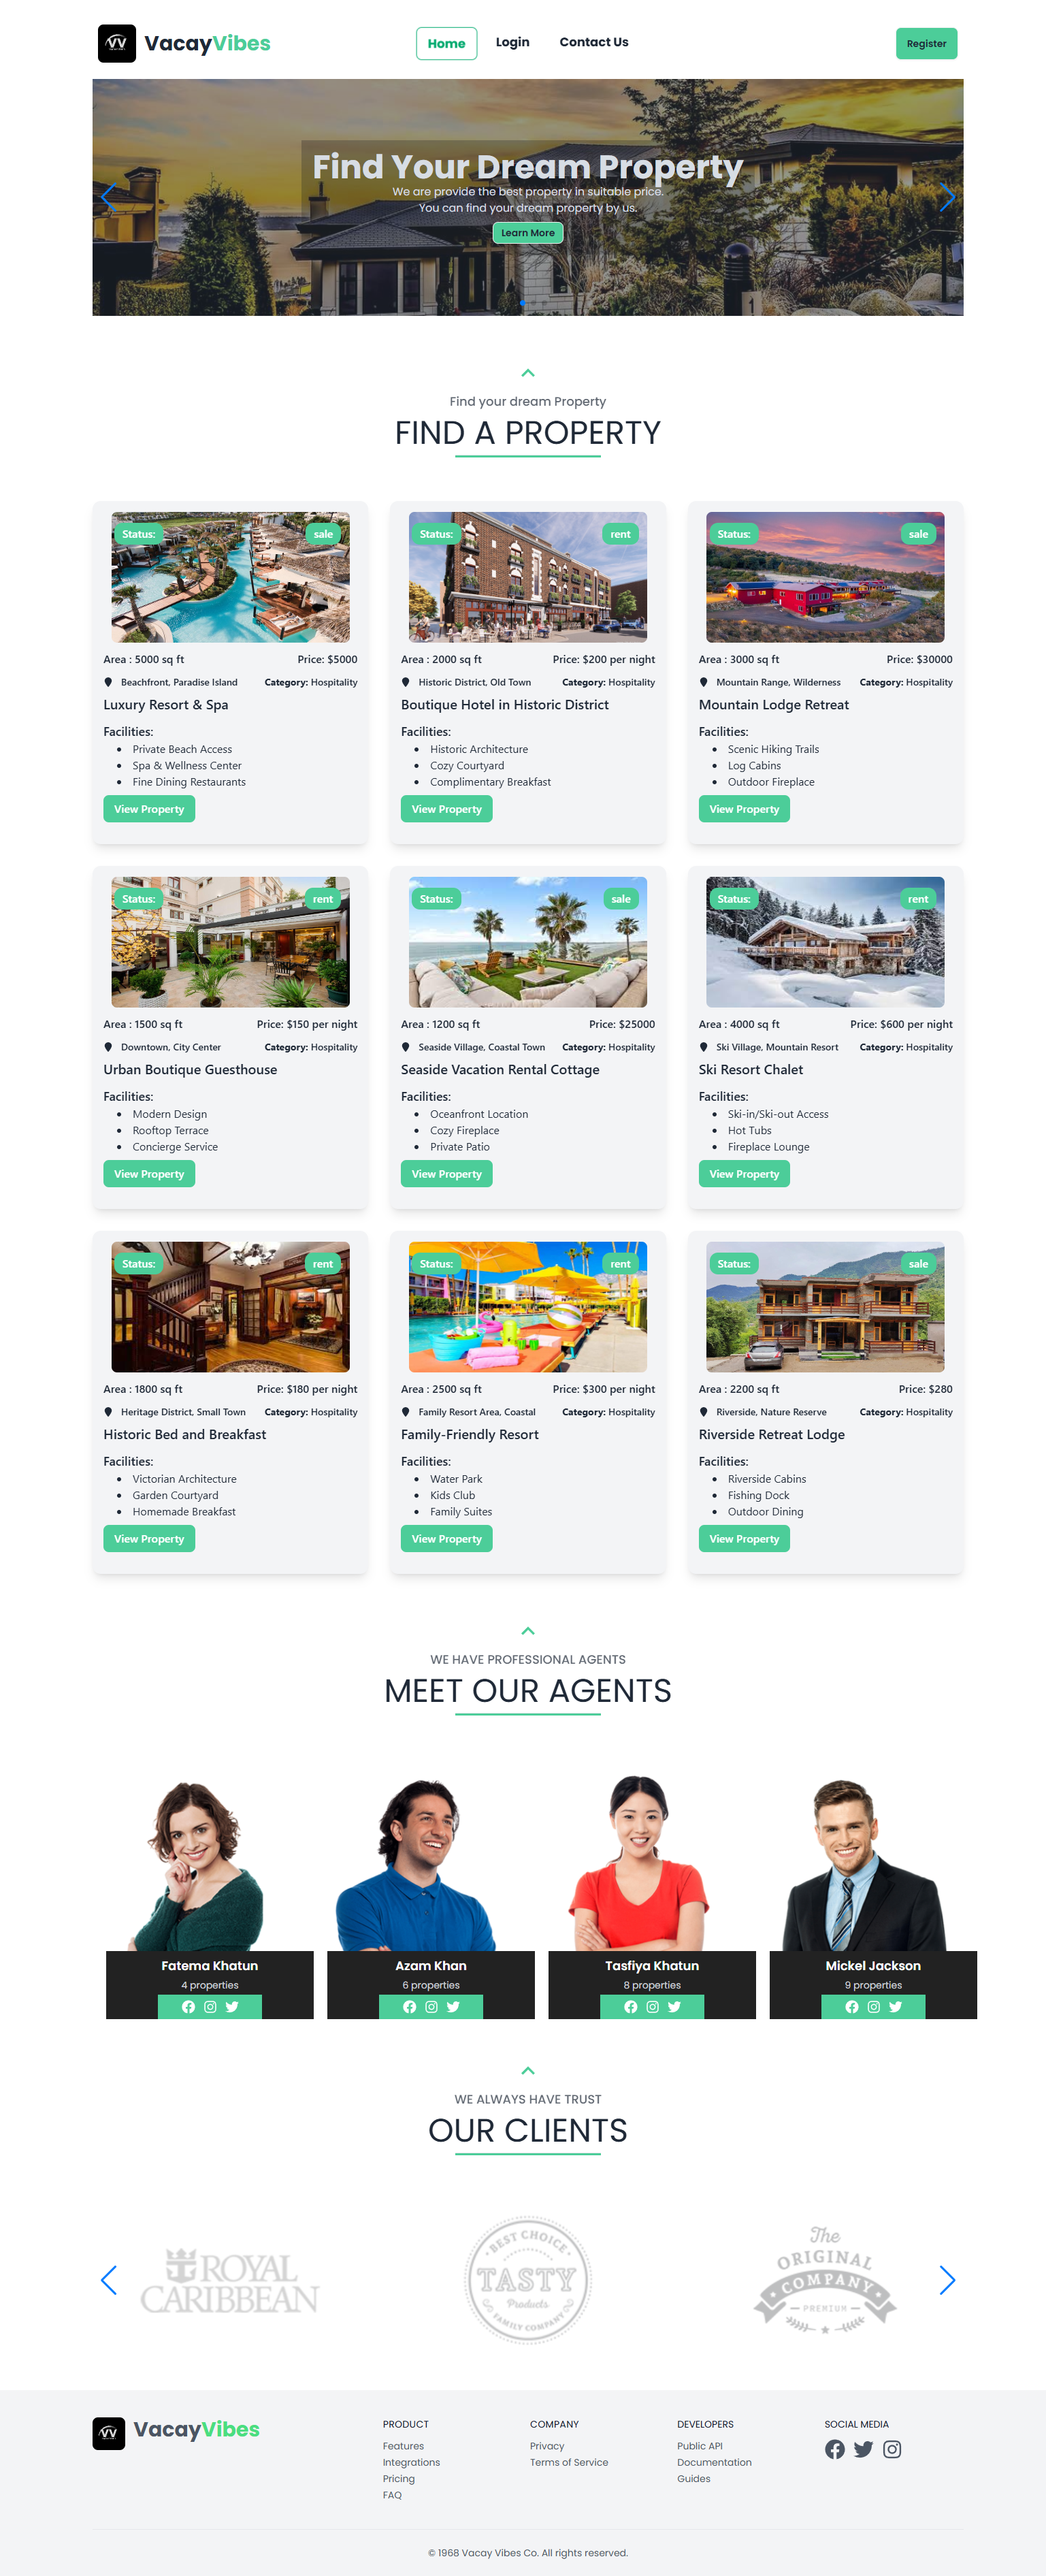 VV
VacayVibes
Home
Login
Contact Us
Register
Find Your Dream Property
We are provide the best property in suitable price.
You can find your dream property by us.
Learn More
Find your dream Property
FIND A PROPERTY
Status:
sale
Area : 5000 sq ft
Price: $5000
Beachfront, Paradise Island
Category: Hospitality
Luxury Resort & Spa
Facilities:
Private Beach Access
Spa & Wellness Center
Fine Dining Restaurants
View Property
Status:
rent
Area : 2000 sq ft
Price: $200 per night
Historic District, Old Town
Category: Hospitality
Boutique Hotel in Historic District
Facilities:
Historic Architecture
Cozy Courtyard
Complimentary Breakfast
View Property
Status:
sale
Area : 3000 sq ft
Price: $30000
Mountain Range, Wilderness
Category: Hospitality
Mountain Lodge Retreat
Facilities:
Scenic Hiking Trails
Log Cabins
Outdoor Fireplace
View Property
Status:
rent
Area : 1500 sq ft
Price: $150 per night
Downtown, City Center
Category: Hospitality
Urban Boutique Guesthouse
Facilities:
Modern Design
Rooftop Terrace
Concierge Service
View Property
Status:
sale
Area : 1200 sq ft
Price: $25000
Seaside Village, Coastal Town
Category: Hospitality
Seaside Vacation Rental Cottage
Facilities:
Oceanfront Location
Cozy Fireplace
Private Patio
View Property
Status:
rent
Area : 4000 sq ft
Price: $600 per night
Ski Village, Mountain Resort
Category: Hospitality
Ski Resort Chalet
Facilities:
Ski-in/Ski-out Access
Hot Tubs
Fireplace Lounge
View Property
Status:
rent
Area : 1800 sq ft
Price: $180 per night
Heritage District, Small Town
Category: Hospitality
Historic Bed and Breakfast
Facilities:
Victorian Architecture
Garden Courtyard
Homemade Breakfast
View Property
Status:
rent
Area : 2500 sq ft
Price: $300 per night
Family Resort Area, Coastal
Category: Hospitality
Family-Friendly Resort
Facilities:
Water Park
Kids Club
Family Suites
View Property
Status:
sale
Area : 2200 sq ft
Price: $280
Riverside, Nature Reserve
Category: Hospitality
Riverside Retreat Lodge
Facilities:
Riverside Cabins
Fishing Dock
Outdoor Dining
View Property
WE HAVE PROFESSIONAL AGENTS
MEET OUR AGENTS
Fatema Khatun
4 properties
Azam Khan
6 properties
Tasfiya Khatun
8 properties
Mickel Jackson
9 properties
WE ALWAYS HAVE TRUST
OUR CLIENTS
ROYAL
CARIBBEAN
BEST CHOICE
TASTY
Products
FAMILY COMPANY
The
ORIGINAL
COMPANY
PREMIUM
VV
VacayVibes
PRODUCT
Features
Integrations
Pricing
FAQ
COMPANY
Privacy
Terms of Service
DEVELOPERS
Public API
Documentation
Guides
SOCIAL MEDIA
© 1968 Vacay Vibes Co. All rights reserved.